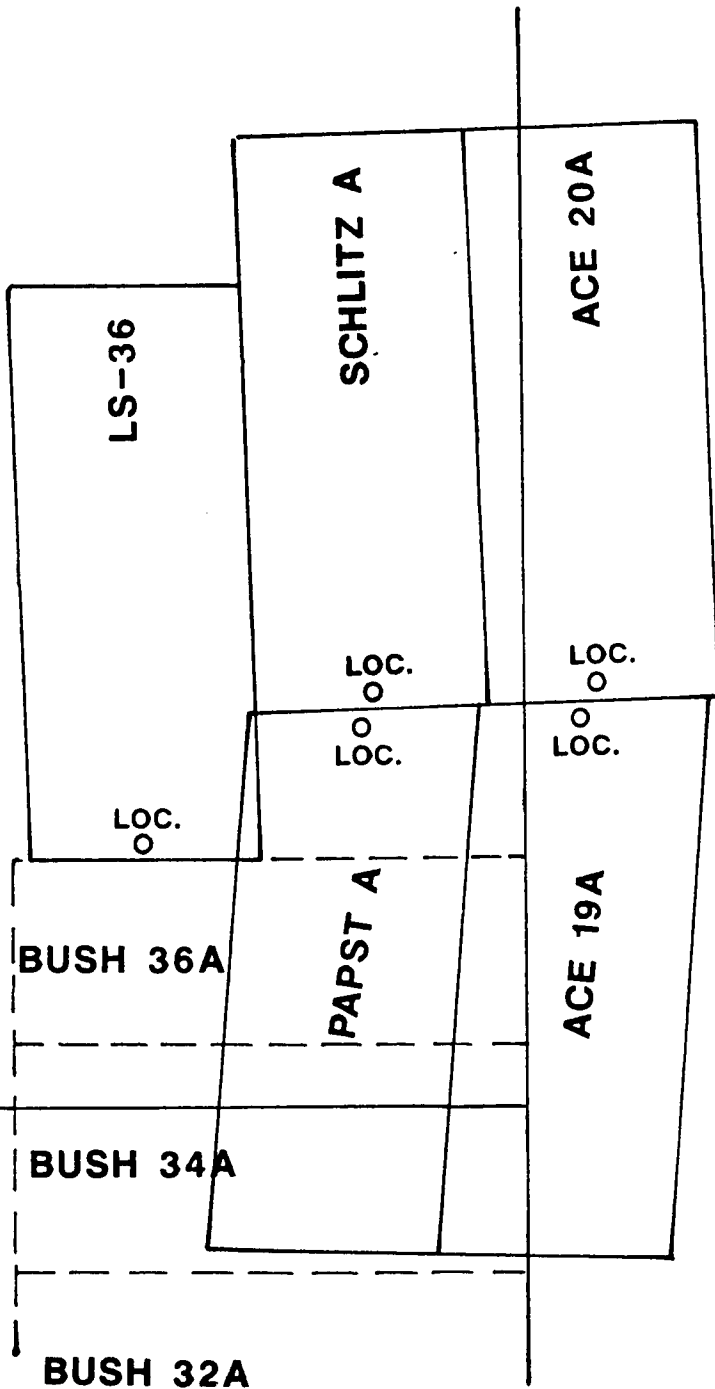 SCHLITZ A
ACE 20A
LS-36
LOC.
LOC.
LOC.
LOC.
LOC.
PAPST A
ACE 19A
BUSH 36A
BUSH 34A
BUSH 32A